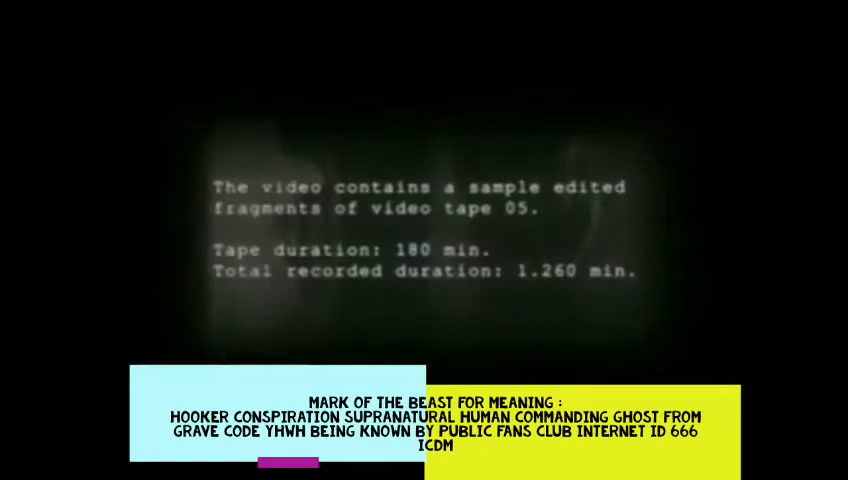 The video contains a sample edited
fragments of video tape 05.
Tape duration: 180 min.
Total recorded duration: 1.260 min.
MARK OF THE BEAST FOR MEANING :
HOOKER CONSPIRATION SUPRANATURAL HUMAN COMMANDING GHOST FROM
GRAVE CODE YHWH BEING KNOWN BY PUBLIC FANS CLUB INTERNET ID 666
ICDM